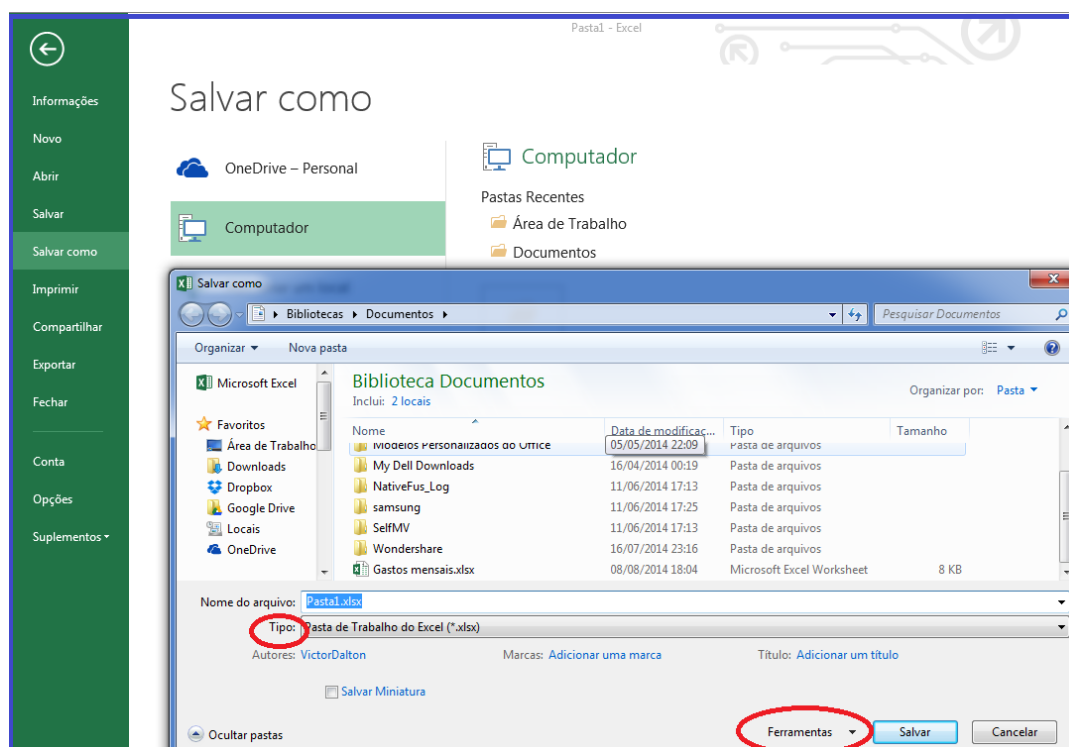 Pasta1 - Excel
Informações
Novo
Abrir
Salvar
Salvar como
Imprimir
Compartilhar
Exportar
Fechar
Conta
Opções
Suplementos
Salvar como
OneDrive – Personal
Computador
Computador
Pastas Recentes
Área de Trabalho
Documentos
Salvar como
Bibliotecas Documentos
Pesquisar Documentos
Organizar Nova pasta
Microsoft Excel
Favoritos
Área de Trabalho
Downloads
Dropbox
Google Drive
Locais
OneDrive
Biblioteca Documentos
Inclui: 2 locais
Organizar por: Pasta
Nome Data de modificaç... Tipo Tamanho
Modelos Personalizados do Office 05/05/2014 22:09 Pasta de arquivos
My Dell Downloads 16/04/2014 00:19 Pasta de arquivos
NativeFus_Log 11/06/2014 17:13 Pasta de arquivos
samsung 11/06/2014 17:25 Pasta de arquivos
SelfMV 11/06/2014 17:13 Pasta de arquivos
Wondershare 16/07/2014 23:16 Pasta de arquivos
Gastos mensais.xlsx 08/08/2014 18:04 Microsoft Excel Worksheet 8 KB
Nome do arquivo: Pasta1.xlsx
Tipo: Pasta de Trabalho do Excel (*.xlsx)
Autores: VictorDalton Marcas: Adicionar uma marca Título: Adicionar um título
Salvar Miniatura
Ocultar pastas Ferramentas Salvar Cancelar